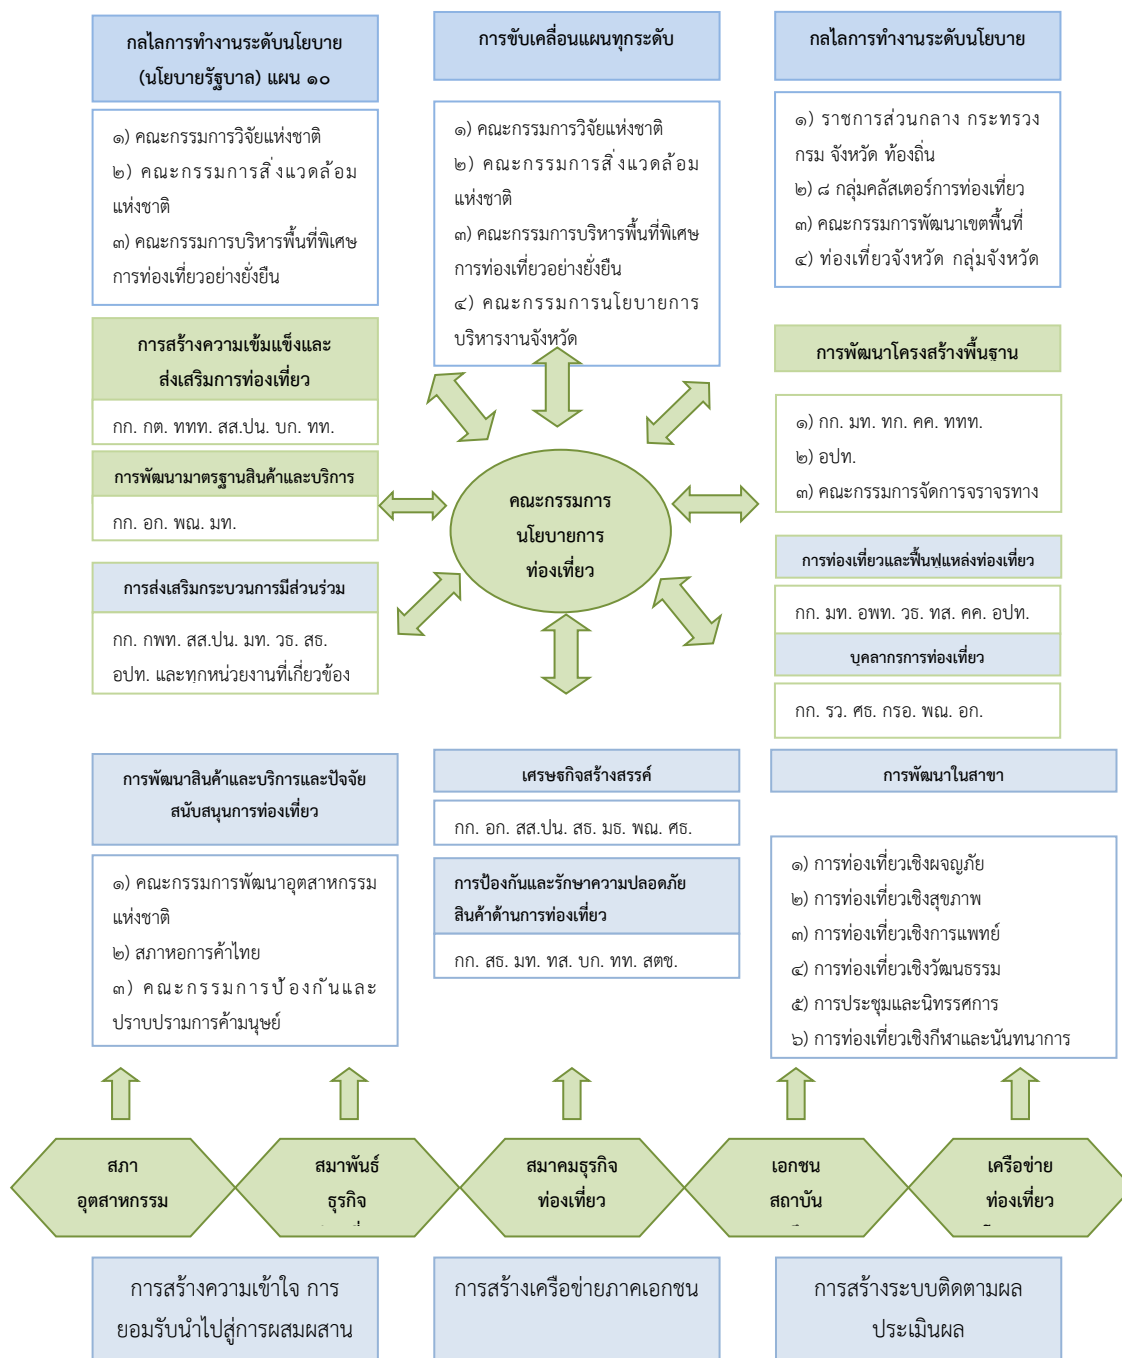 กลไลการทำงานระดับนโยบาย
(นโยบายรัฐบาล) แผน ๑๐
๑) คณะกรรมการวิจัยแห่งชาติ
๒) คณะกรรมการสิ่งแวดล้อม
แห่งชาติ
๓) คณะกรรมการบริหารพื้นที่พิเศษ
การท่องเที่ยวอย่างยั่งยืน
การขับเคลื่อนแผนทุกระดับ
๑) คณะกรรมการวิจัยแห่งชาติ
๒) คณะกรรมการสิ่งแวดล้อม
แห่งชาติ
๓) คณะกรรมการบริหารพื้นที่พิเศษ
การท่องเที่ยวอย่างยั่งยืน
๔) คณะกรรมการนโยบายการ
บริหารงานจังหวัด
กลไลการทำงานระดับนโยบาย
๑) ราชการส่วนกลาง กระทรวง
กรม จังหวัด ท้องถิ่น
๒) ๘ กลุ่มคลัสเตอร์การท่องเที่ยว
๓) คณะกรรมการพัฒนาเขตพื้นที่
๔) ท่องเที่ยวจังหวัด กลุ่มจังหวัด
การสร้างความเข้มแข็งและ
ส่งเสริมการท่องเที่ยว
กก. กต. ททท. สส.ปน. บก. ทท.
การพัฒนามาตรฐานสินค้าและบริการ
กก. อก. พณ. มท.
การส่งเสริมกระบวนการมีส่วนร่วม
กก. กพท. สส.ปน. มท. วธ. สธ.
อปท. และทุกหน่วยงานที่เกี่ยวข้อง
คณะกรรมการ
นโยบายการ
ท่องเที่ยว
การพัฒนาโครงสร้างพื้นฐาน
๑) กก. มท. ทก. คค. ททท.
๒) อปท.
๓) คณะกรรมการจัดการจราจรทาง
การท่องเที่ยวและฟื้นฟูแหล่งท่องเที่ยว
กก. มท. อพท. วธ. ทส. คค. อปท.
บุคลากรการท่องเที่ยว
กก. รว. ศธ. กรอ. พณ. อก.
การพัฒนาสินค้าและบริการและปัจจัย
สนับสนุนการท่องเที่ยว
๑) คณะกรรมการพัฒนาอุตสาหกรรม
แห่งชาติ
๒) สภาหอการค้าไทย
๓) คณะกรรมการป้องกันและ
ปราบปรามการค้ามนุษย์
เศรษฐกิจสร้างสรรค์
กก. อก. สส.ปน. สธ. มธ. พณ. ศธ.
การป้องกันและรักษาความปลอดภัย
สินค้าด้านการท่องเที่ยว
กก. สธ. มท. ทส. บก. ทท. สตช.
การพัฒนาในสาขา
๑) การท่องเที่ยวเชิงผจญภัย
๒) การท่องเที่ยวเชิงสุขภาพ
๓) การท่องเที่ยวเชิงการแพทย์
๔) การท่องเที่ยวเชิงวัฒนธรรม
๕) การประชุมและนิทรรศการ
๖) การท่องเที่ยวเชิงกีฬาและนันทนาการ
สภา
อุตสาหกรรม
สมาพันธ์
ธุรกิจ
สมาคมธุรกิจ
ท่องเที่ยว
เอกชน
สถาบัน
เครือข่าย
ท่องเที่ยว
การสร้างความเข้าใจ การ
ยอมรับนำไปสู่การผสมผสาน
การสร้างเครือข่ายภาคเอกชน
การสร้างระบบติดตามผล
ประเมินผล